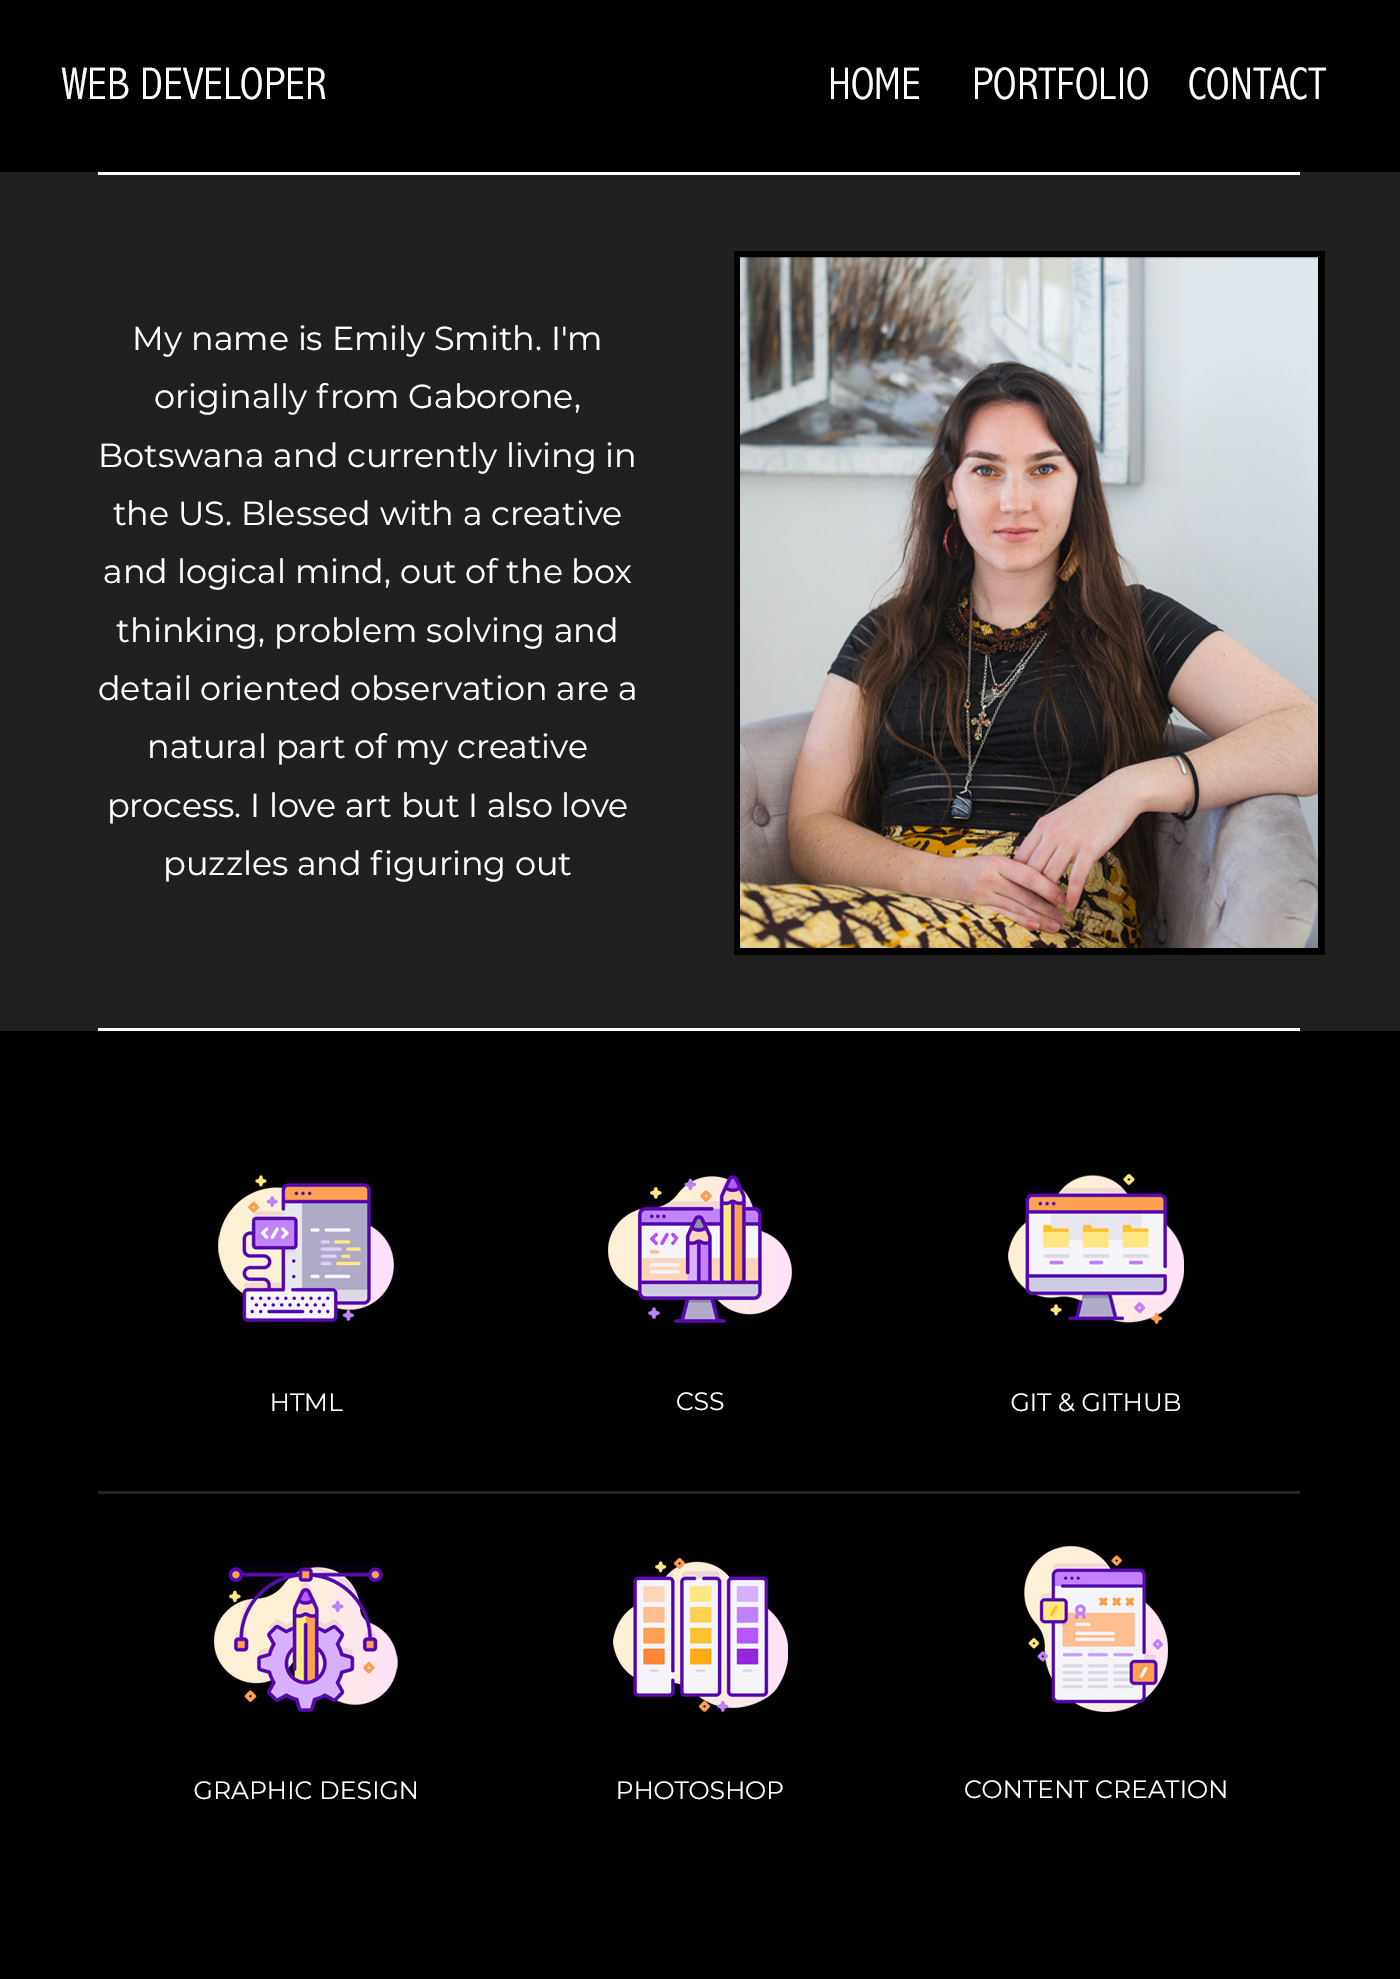 WEB DEVELOPER HOME PORTFOLIO CONTACT
My name is Emily Smith. I'm
originally from Gaborone,
Botswana and currently living in
the US. Blessed with a creative
and logical mind, out of the box
thinking, problem solving and
detail oriented observation are a
natural part of my creative
process. I love art but I also love
puzzles and figuring out
</>
</>
HTML CSS GIT & GITHUB
GRAPHIC DESIGN PHOTOSHOP CONTENT CREATION